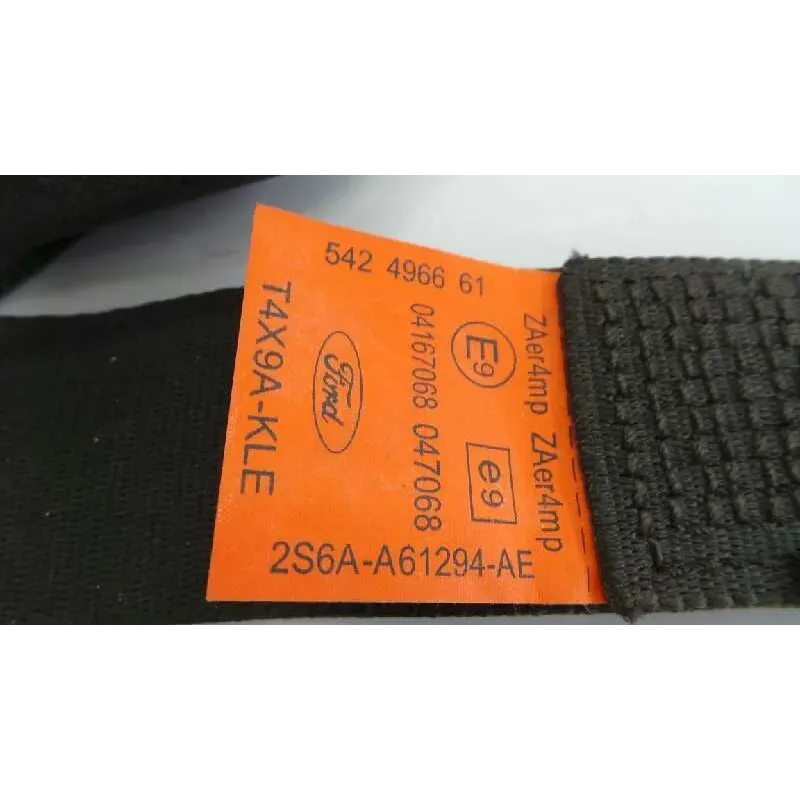 542 4966 61
T4X9A-KLE
Ford
04167068 047068
E9
e9
ZAer4mp ZAer4mp
2S6A-A61294-AE